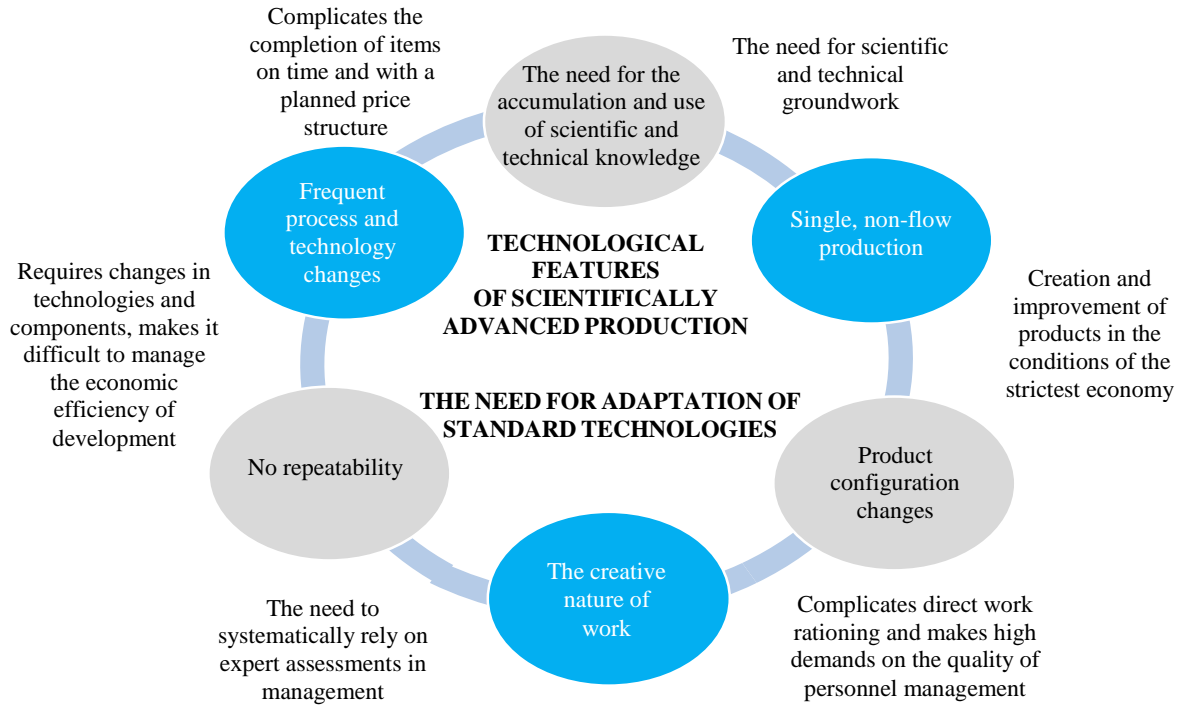 Complicates the
completion of items
on time and with a
planned price
structure
The need for the
accumulation and use
of scientific and
technical knowledge
The need for scientific
and technical
groundwork
Frequent
process and
technology
changes
Single, non-flow
production
TECHNOLOGICAL
FEATURES
OF SCIENTIFICALLY
ADVANCED PRODUCTION
Requires changes in
technologies and
components, makes it
difficult to manage
the economic
efficiency of
development
Creation and
improvement of
products in the
conditions of the
strictest economy
THE NEED FOR ADAPTATION OF
STANDARD TECHNOLOGIES
No repeatability
Product
configuration
changes
The creative
nature of
work
The need to
systematically rely on
expert assessments in
management
Complicates direct work
rationing and makes high
demands on the quality of
personnel management